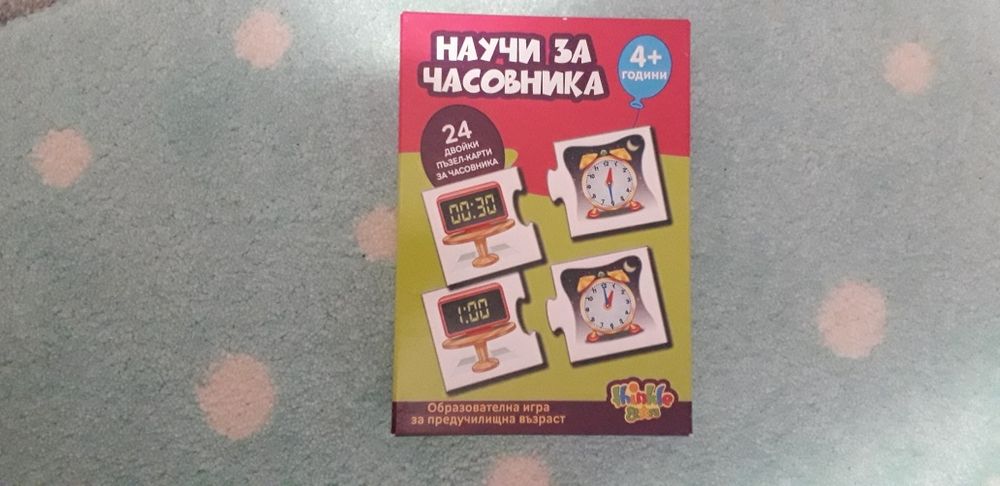 НАУЧИ ЗА
ЧАСОВНИКА
4+
ГОДИНИ
24
ДВОЙКИ
ПЪЗЕЛ-КАРТИ
ЗА ЧАСОВНИКА
00:30
1:00
Образователна игра
за предучилищна възраст
thinkle